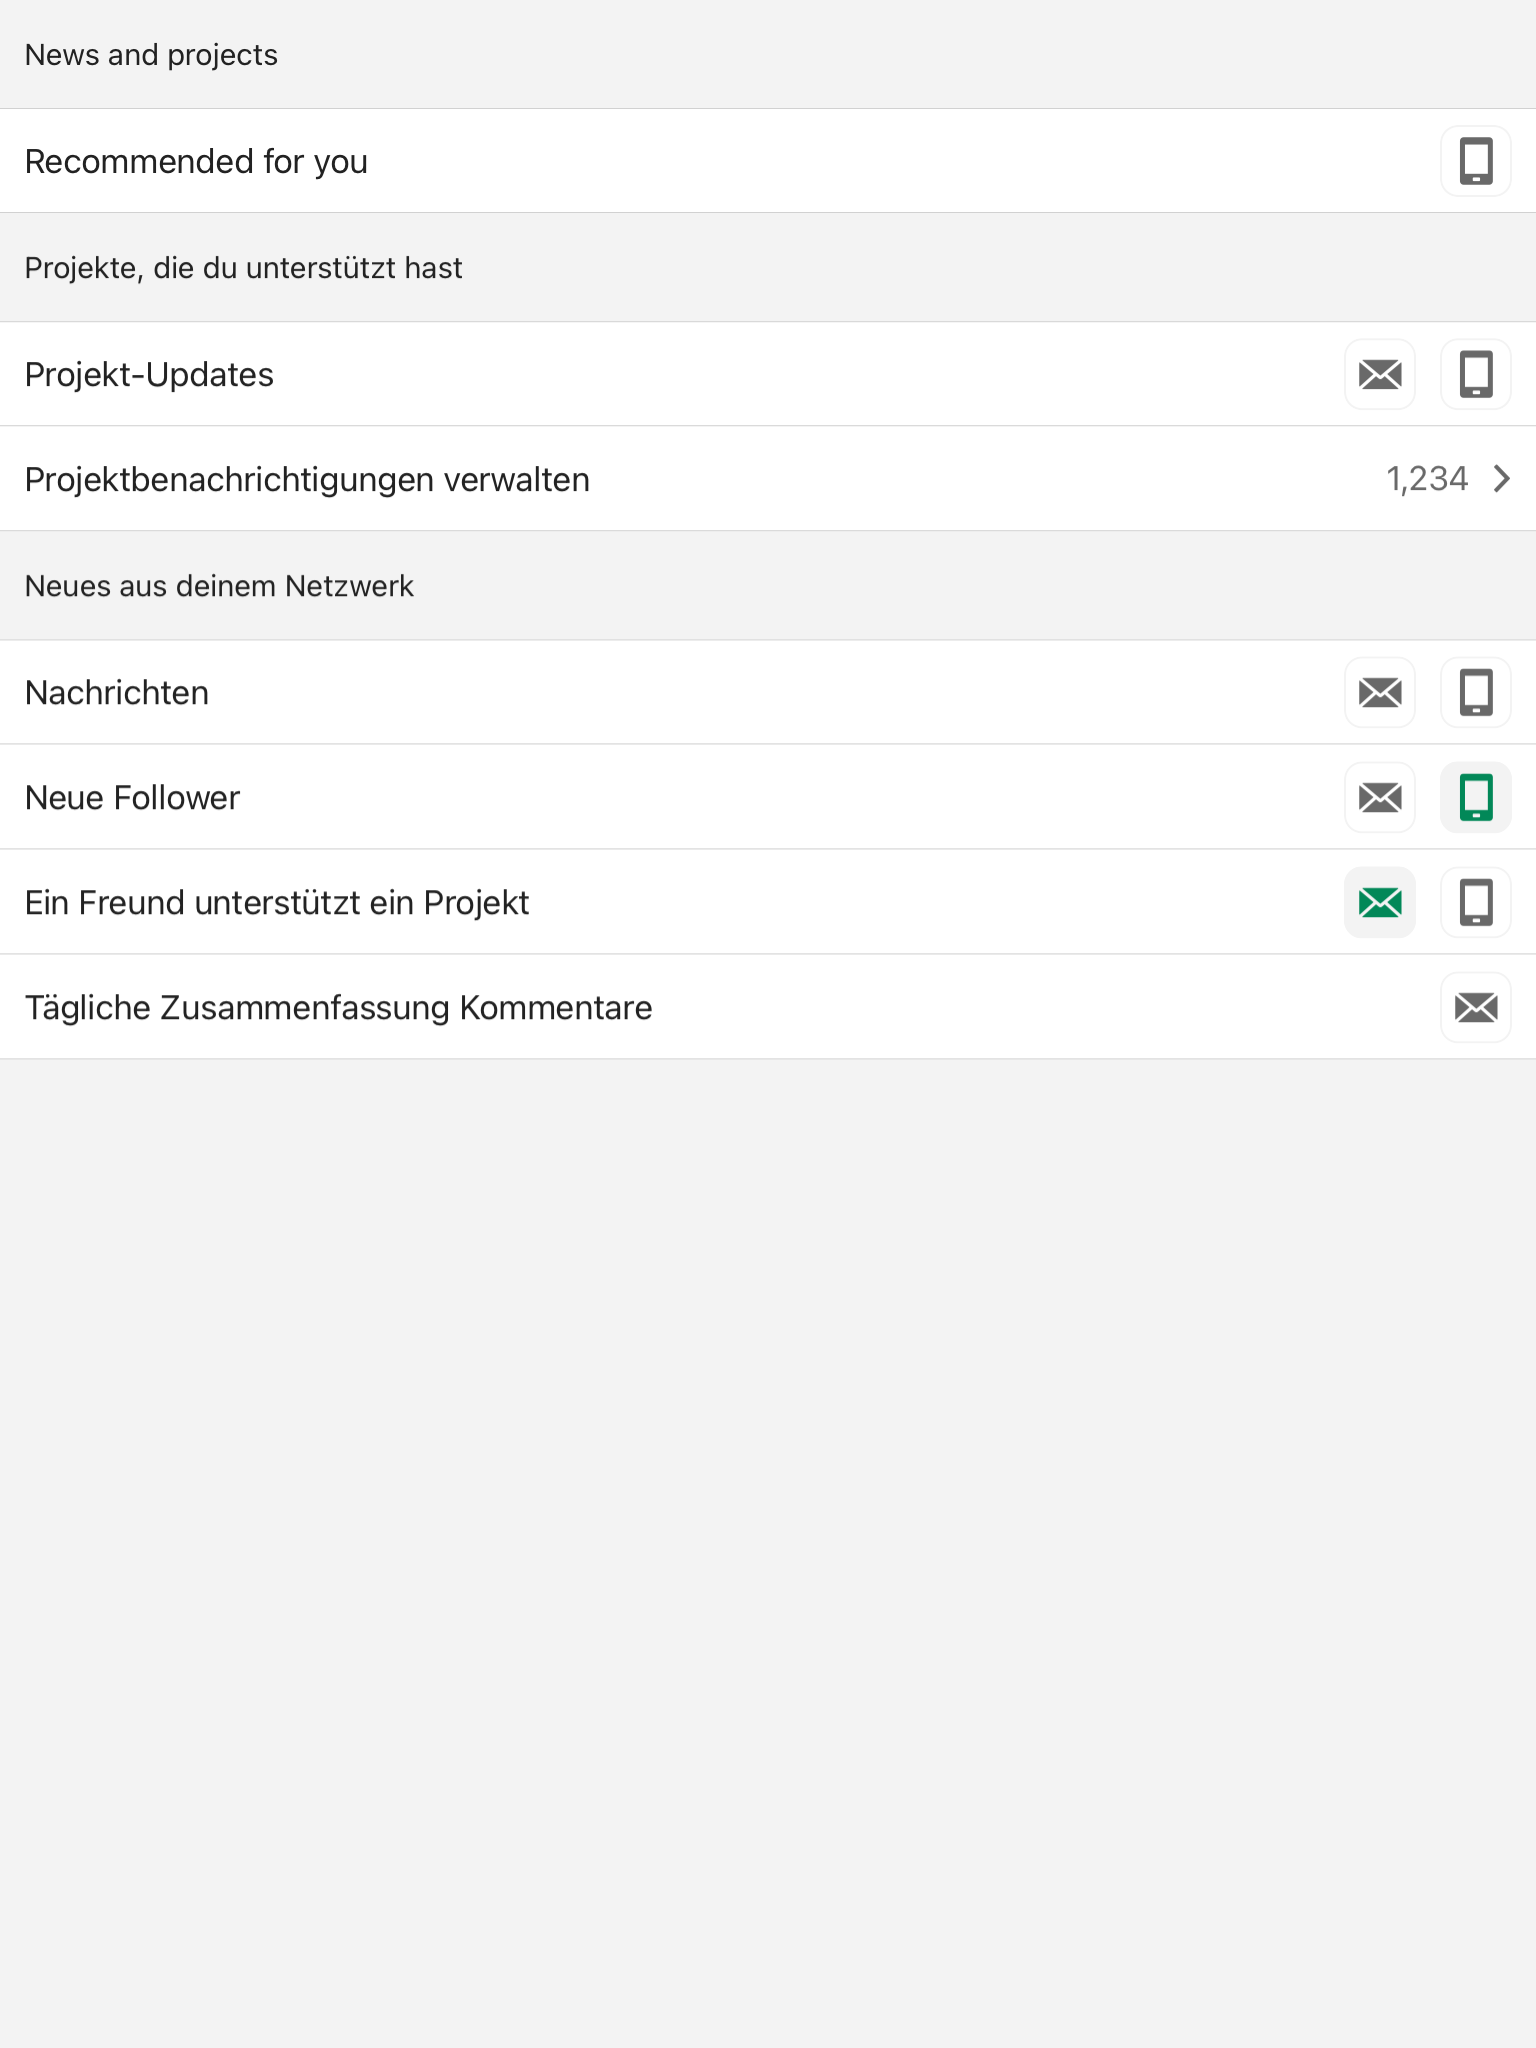 News and projects
Recommended for you
Projekte, die du unterstützt hast
Projekt-Updates
Projektbenachrichtigungen verwalten 1,234
Neues aus deinem Netzwerk
Nachrichten
Neue Follower
Ein Freund unterstützt ein Projekt
Tägliche Zusammenfassung Kommentare